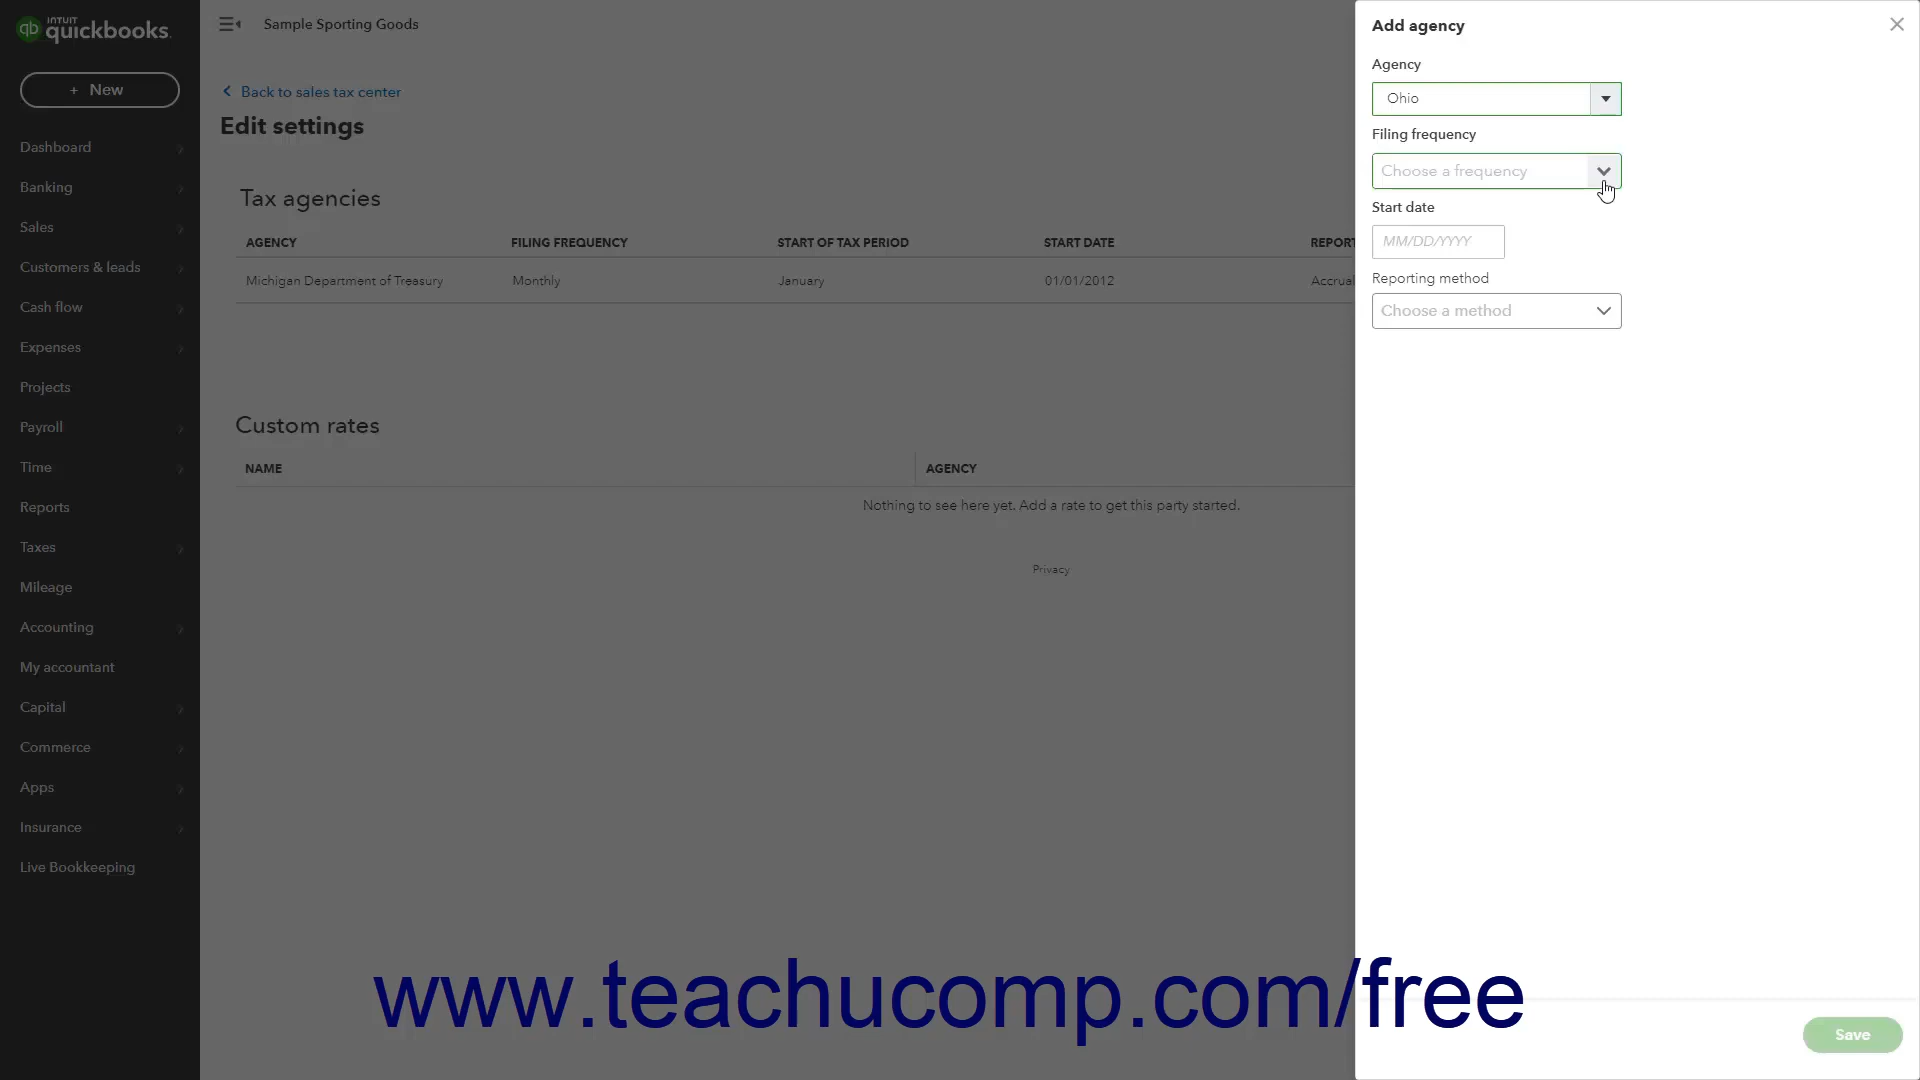 INTUIT
qb quickbooks.
+ New
Dashboard
Banking
Sales
Customers & leads
Cash flow
Expenses
Projects
Payroll
Time
Reports
Taxes
Mileage
Accounting
My accountant
Capital
Commerce
Apps
Insurance
Live Bookkeeping
Sample Sporting Goods
Back to sales tax center
Edit settings
Tax agencies
AGENCY FILING FREQUENCY START OF TAX PERIOD START DATE REPORT
Michigan Department of Treasury Monthly January 01/01/2012 Accrual
Custom rates
NAME AGENCY
Nothing to see here yet. Add a rate to get this party started.
Privacy
Add agency
Agency
Ohio
Filing frequency
Choose a frequency
Start date
MM/DD/YYYY
Reporting method
Choose a method
Save
www.teachucomp.com/free